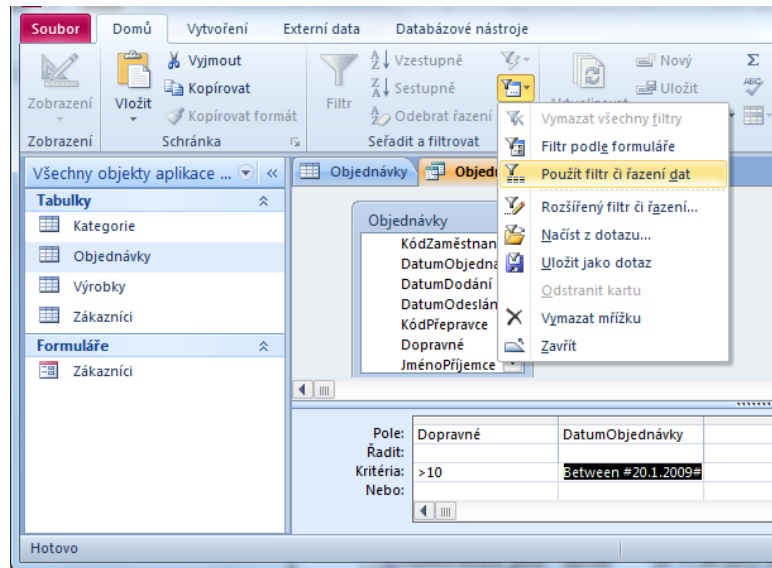 Soubor Domů Vytvoření Externí data Databázové nástroje
Zobrazení
Vložit
Vyjmout
Kopírovat
Kopírovat formát
Filtr
Vzestupně
Sestupně
Odebrat řazení
Nový
Uložit
Zobrazení Schránka Seřadit a filtrovat
Vymazat všechny filtry
Filtr podle formuláře
Použít filtr či řazení dat
Rozšířený filtr či řazení...
Načíst z dotazu...
Uložit jako dotaz
Odstranit kartu
Vymazat mřížku
Zavřít
Všechny objekty aplikace ...
Tabulky
Kategorie
Objednávky
Výrobky
Zákazníci
Formuláře
Zákazníci
Objednávky
Objednávky
KódZaměstnan
DatumObjedná
DatumDodání
DatumOdeslán
KódPřepravce
Dopravné
JménoPříjemce
Pole: Dopravné DatumObjednávky
Řadit:
Kritéria: >10 Between #20.1.2009#
Nebo:
Hotovo